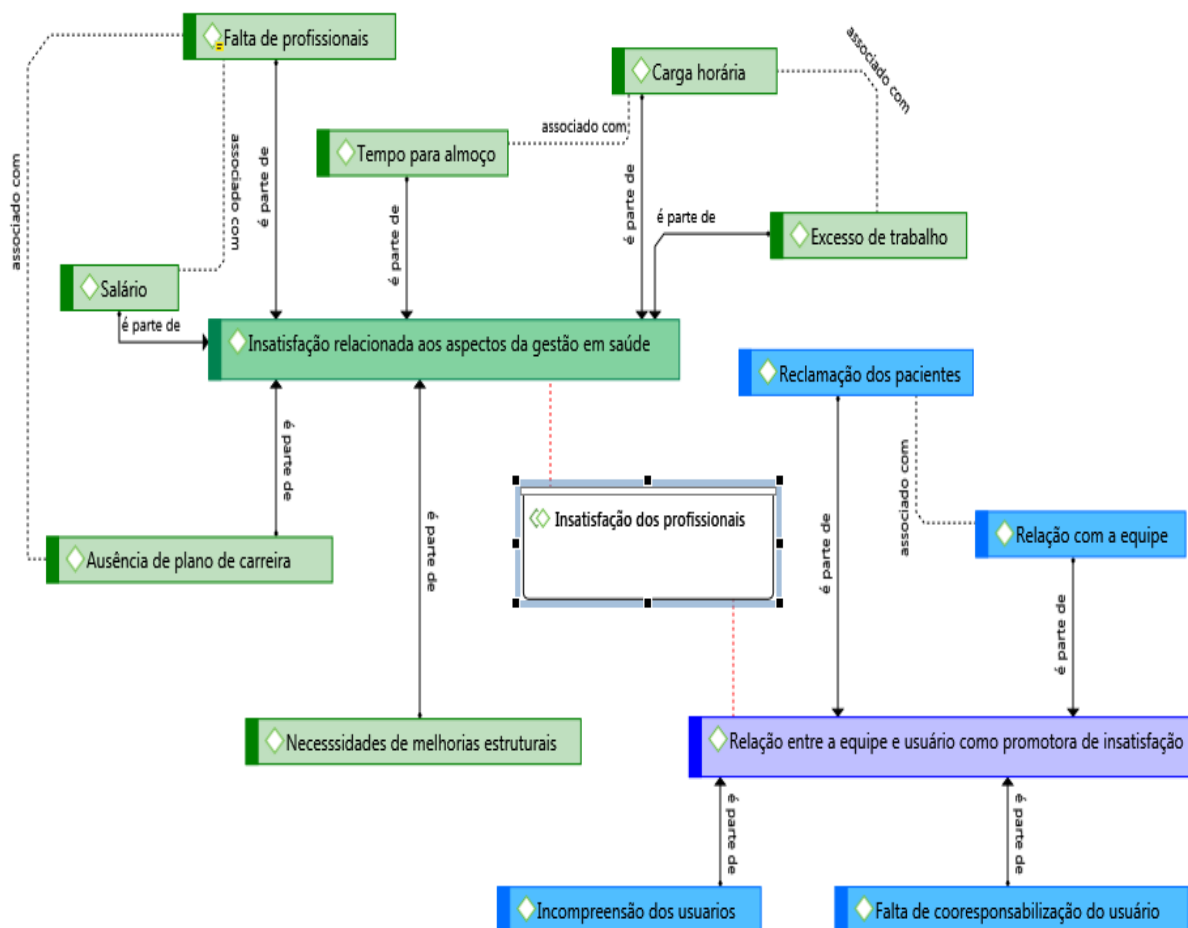 Falta de profissionais
Carga horária
associado com
associado com
Tempo para almoço
associado com
é parte de
é parte de
é parte de
é parte de
Excesso de trabalho
associado com
Salário
é parte de
Insatisfação relacionada aos aspectos da gestão em saúde
Reclamação dos pacientes
é parte de
é parte de
associado com
Insatisfação dos profissionais
é parte de
Relação com a equipe
Ausência de plano de carreira
é parte de
Necesssidades de melhorias estruturais
Relação entre a equipe e usuário como promotora de insatisfação
é parte de
é parte de
Incompreensão dos usuarios
Falta de cooresponsabilização do usuário